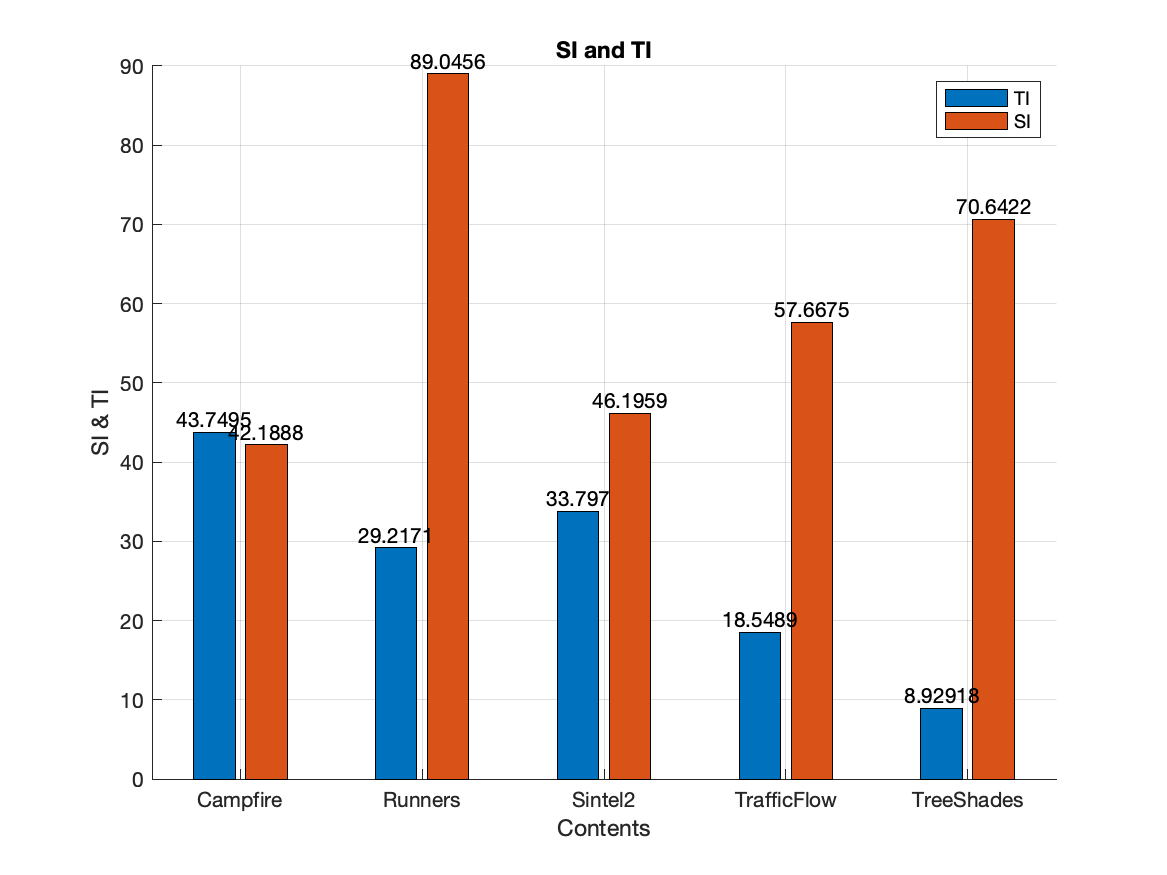 SI and TI
TI
SI
SI & TI
90
80
70
60
50
40
30
20
10
0
43.7495
42.1888
29.2171
89.0456
33.797
46.1959
18.5489
57.6675
8.92918
70.6422
Campfire
Runners
Sintel2
TrafficFlow
TreeShades
Contents